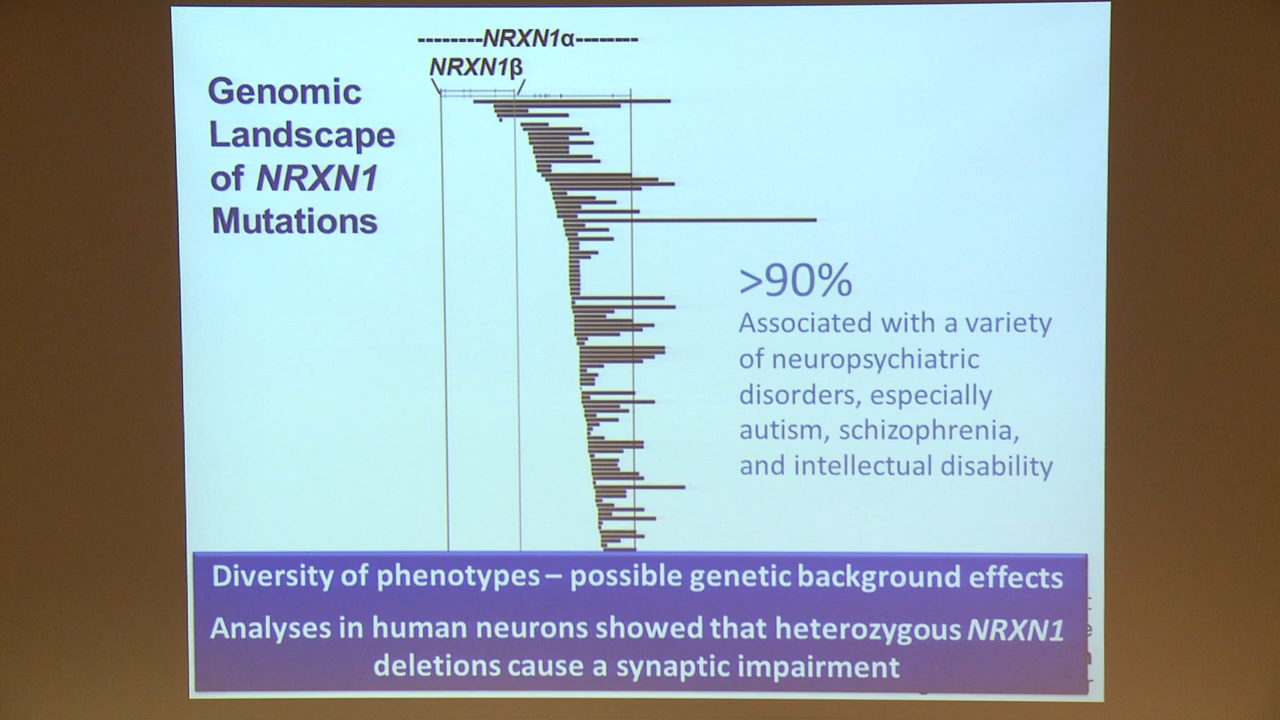 --------NRXN1α--------
NRXN1β
Genomic
Landscape
of NRXN1
Mutations
>90%
Associated with a variety
of neuropsychiatric
disorders, especially
autism, schizophrenia,
and intellectual disability
Diversity of phenotypes – possible genetic background effects
Analyses in human neurons showed that heterozygous NRXN1
deletions cause a synaptic impairment